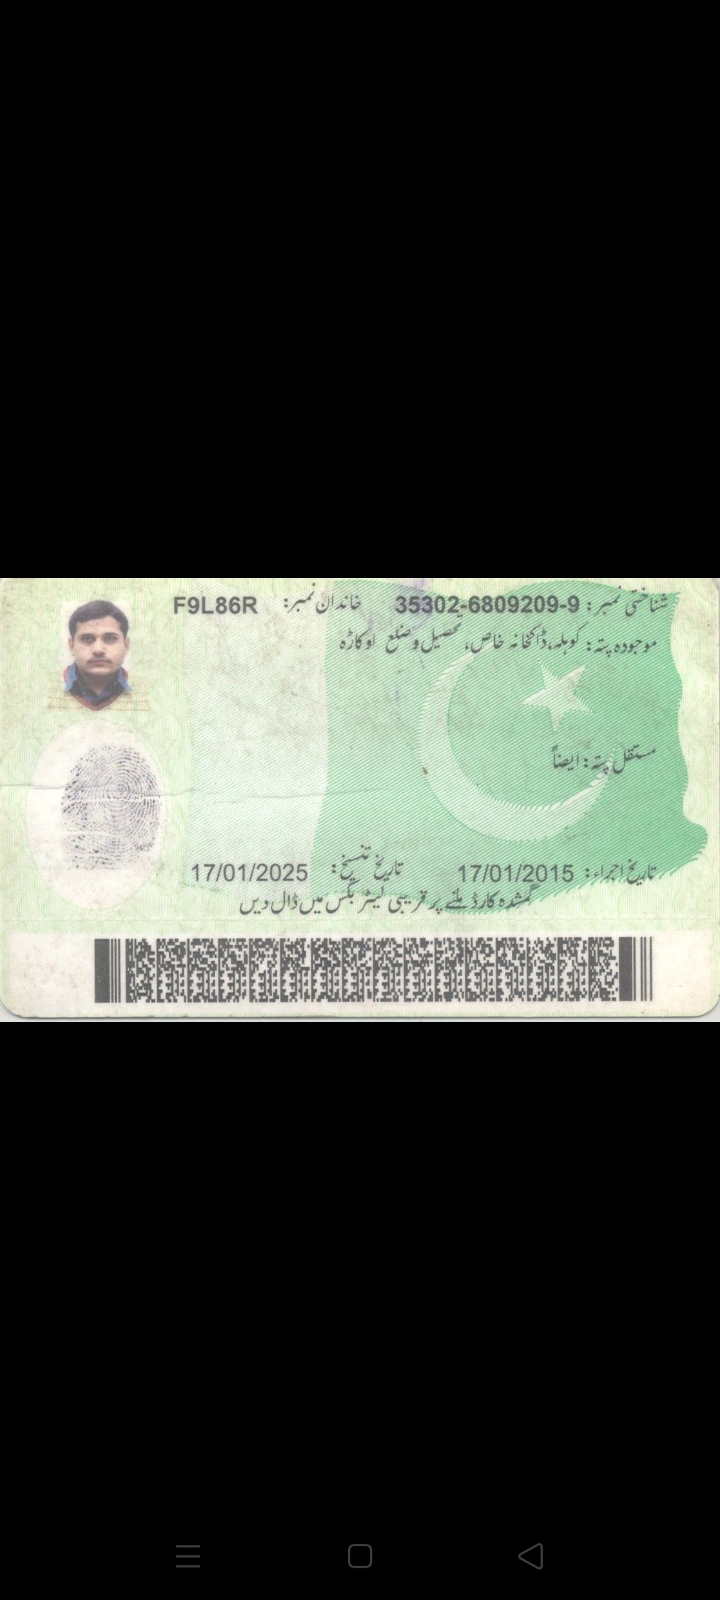 شناختی نمبر: 35302-6809209-9 خاندان نمبر: F9L86R
موجودہ پتہ: کوہلہ، ڈاکخانہ خاص، تحصیل و ضلع اوکاڑہ
مستقل پتہ: ایضاً
تاریخ اجراء: 17/01/2015 تاریخ تنسیخ: 17/01/2025
گمشدہ کارڈ ملنے پر قریبی لیٹر بکس میں ڈال دیں